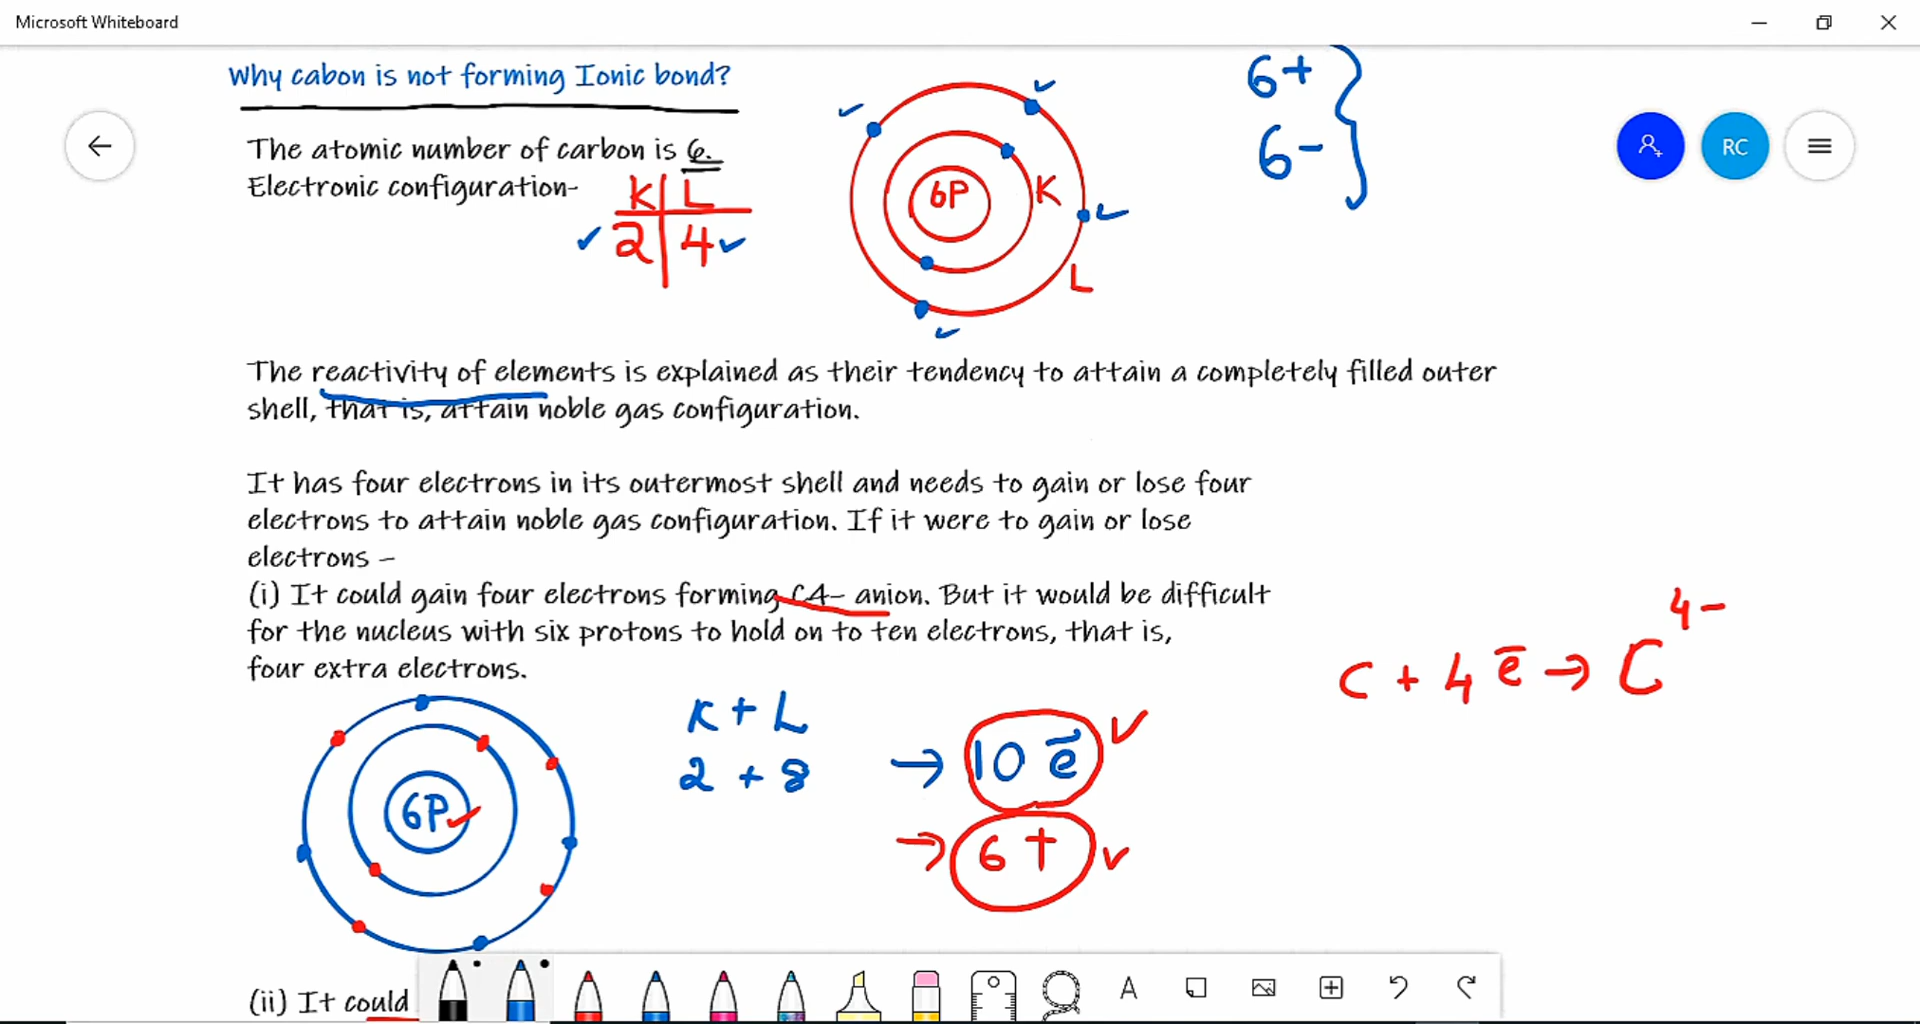 Microsoft Whiteboard
Why cabon is not forming Ionic bond?
6+
6-
The atomic number of carbon is 6.
Electronic configuration-
K L
2 4
6P
K
L
RC
The reactivity of elements is explained as their tendency to attain a completely filled outer
shell, that is, attain noble gas configuration.
It has four electrons in its outermost shell and needs to gain or lose four
electrons to attain noble gas configuration. If it were to gain or lose
electrons –
(i) It could gain four electrons forming C4- anion. But it would be difficult
for the nucleus with six protons to hold on to ten electrons, that is,
four extra electrons.
C + 4 e̅ → C⁴⁻
6P
K + L
2 + 8
→ 10 e̅
→ 6 +
(ii) It could
A